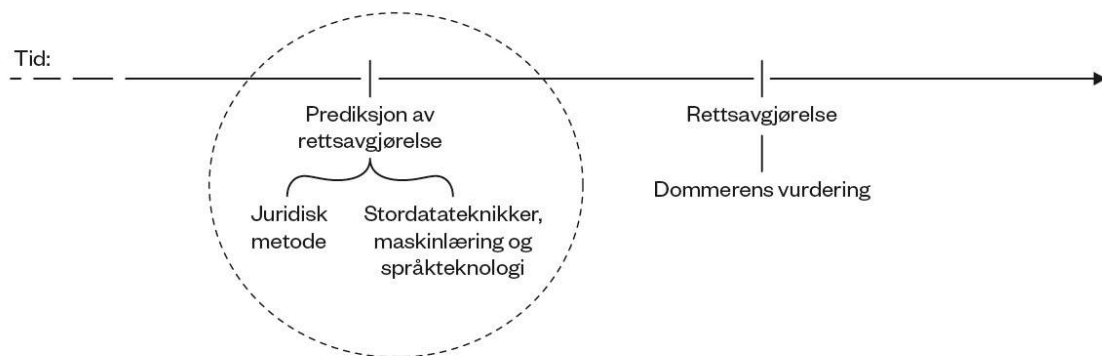 Tid:
Prediksjon av
rettsavgjørelse
Juridisk
metode
Stordatateknikker,
maskinlæring og
språkteknologi
Rettsavgjørelse
Dommerens vurdering